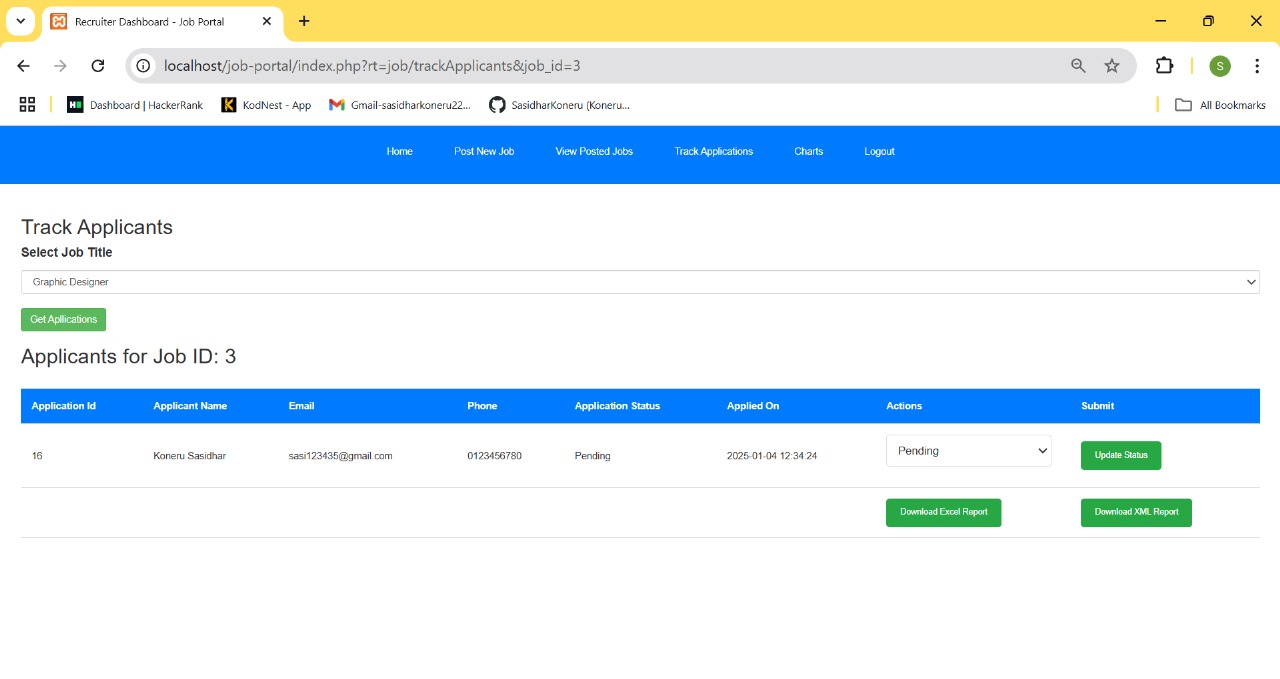 Recruiter Dashboard - Job Portal
localhost/job-portal/index.php?rt=job/trackApplicants&job_id=3
S
Dashboard | HackerRank KodNest - App Gmail-sasidharkoneru22... SasidharKoneru (Koneru... All Bookmarks
Home Post New Job View Posted Jobs Track Applications Charts Logout
Track Applicants
Select Job Title
Graphic Designer
Get Apllications
Applicants for Job ID: 3
Application Id Applicant Name Email Phone Application Status Applied On Actions Submit
16 Koneru Sasidhar sasi123435@gmail.com 0123456780 Pending 2025-01-04 12:34:24 Pending Update Status
Download Excel Report Download XML Report